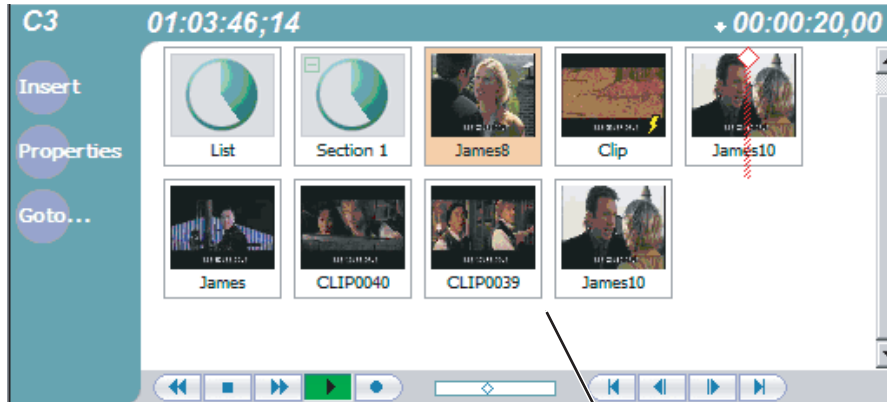 C3 01:03:46;14 00:00:20,00
Insert
Properties
Goto...
List Section 1 James8 Clip James10
James CLIP0040 CLIP0039 James10